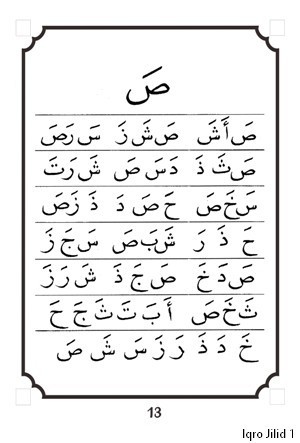 صَ
صَ أَ شَ صَ شَ زَ سَ رَ صَ
صَ ثَ ذَ دَ سَ صَ شَ رَ تَ
سَ خَ صَ حَ صَ دَ ذَ زَ صَ
حَ ذَ رَ شَ بَ صَ سَ جَ زَ
صَ دَ خَ صَ جَ ذَ شَ رَ زَ
ثَ خَ صَ أَ بَ تَ ثَ جَ حَ
خَ دَ ذَ رَ زَ سَ شَ صَ
13
Iqro Jilid 1